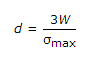 d = 3W / σmax